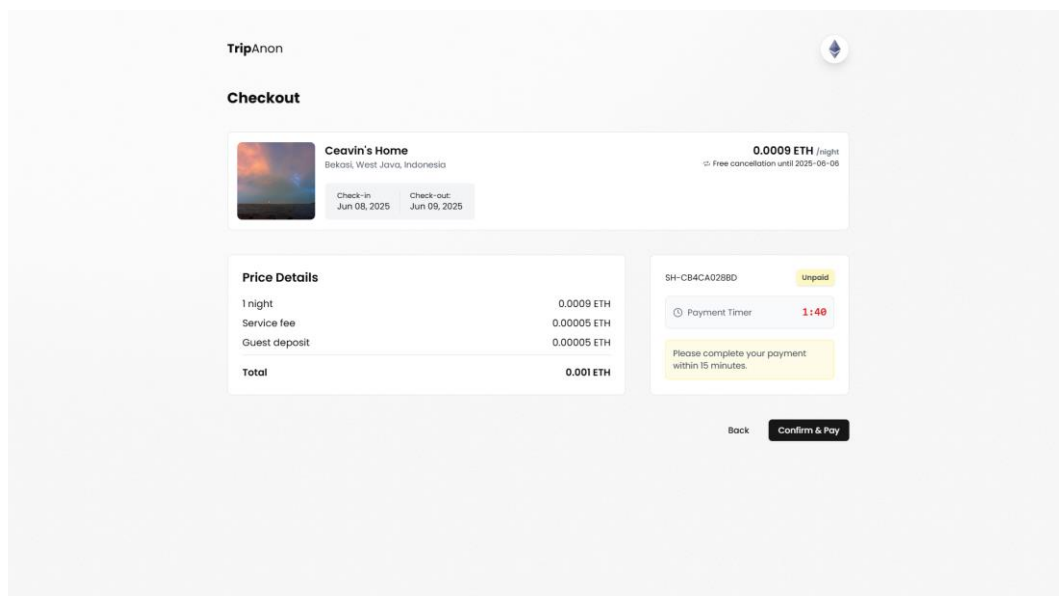 TripAnon
Checkout
Ceavin's Home
Bekasi, West Java, Indonesia
0.0009 ETH /night
Free cancellation until 2025-06-06
Check-in
Jun 08, 2025
Check-out:
Jun 09, 2025
Price Details
1 night 0.0009 ETH
Service fee 0.00005 ETH
Guest deposit 0.00005 ETH
Total 0.001 ETH
SH-CB4CA028BD Unpaid
Payment Timer 1:40
Please complete your payment
within 15 minutes.
Back Confirm & Pay